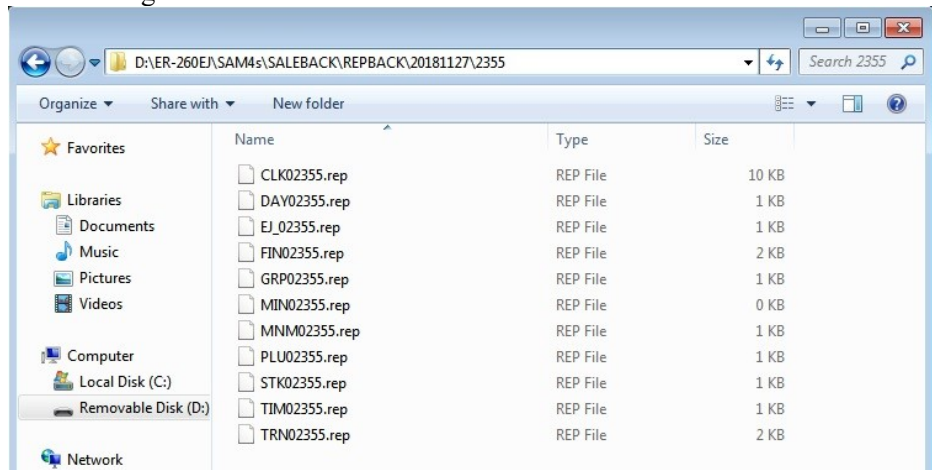 D:\ER-260EJ\SAM4s\SALEBACK\REPBACK\20181127\2355
Search 2355
Organize
Share with
New folder
Favorites
Libraries
Documents
Music
Pictures
Videos
Computer
Local Disk (C:)
Removable Disk (D:)
Network
Name Type Size
CLK02355.rep REP File 10 KB
DAY02355.rep REP File 1 KB
EJ_02355.rep REP File 1 KB
FIN02355.rep REP File 2 KB
GRP02355.rep REP File 1 KB
MIN02355.rep REP File 0 KB
MNM02355.rep REP File 1 KB
PLU02355.rep REP File 1 KB
STK02355.rep REP File 1 KB
TIM02355.rep REP File 1 KB
TRN02355.rep REP File 2 KB